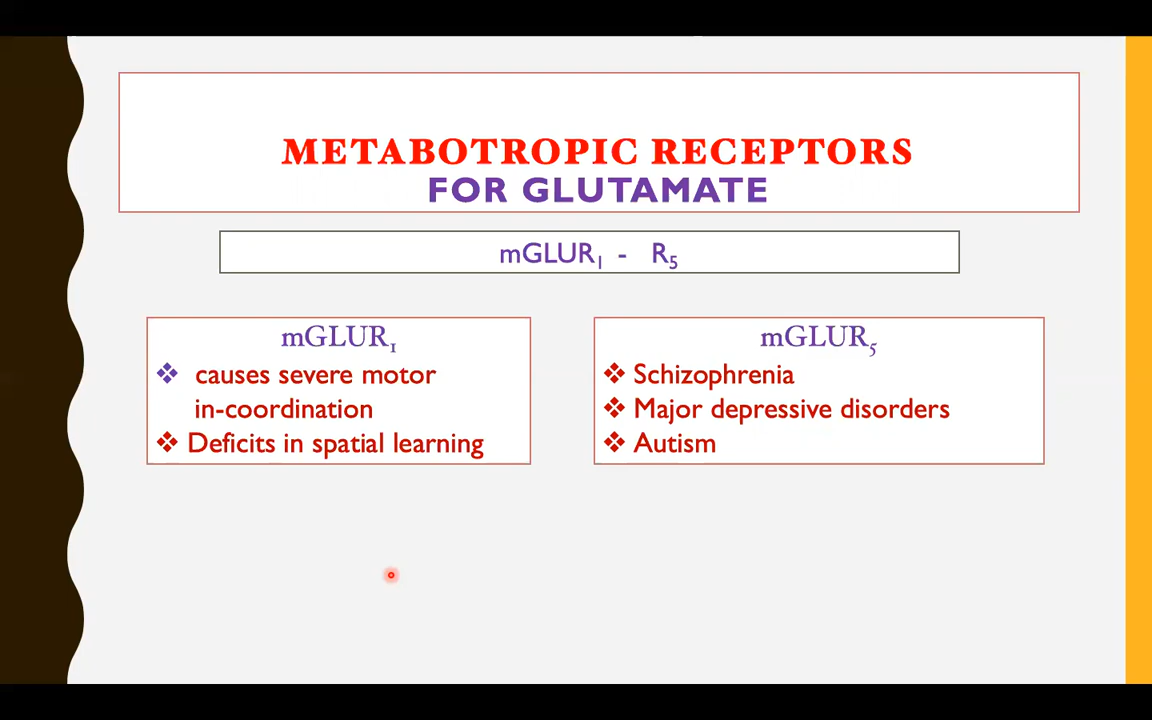 METABOTROPIC RECEPTORS
FOR GLUTAMATE
mGLUR₁ - R₅
mGLUR₁
❖ causes severe motor
in-coordination
❖ Deficits in spatial learning
mGLUR₅
❖ Schizophrenia
❖ Major depressive disorders
❖ Autism